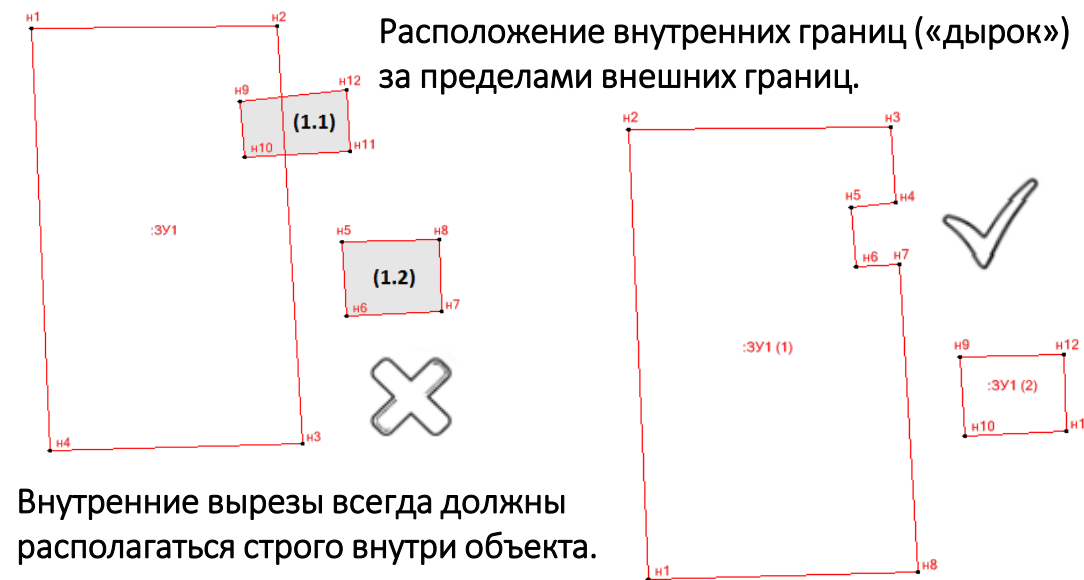 Расположение внутренних границ («дырок»)
за пределами внешних границ.
н1
н2
н9
н12
(1.1)
н10
н11
:ЗУ1
н5
н8
(1.2)
н6
н7
н4
н3
Внутренние вырезы всегда должны
располагаться строго внутри объекта.
н2
н3
н5
н4
н6
н7
:ЗУ1 (1)
н9
н12
:ЗУ1 (2)
н10
н1
н1
н8